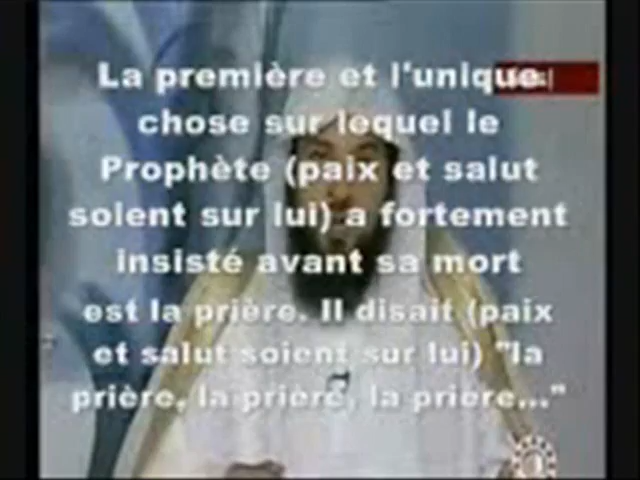 La première et l'unique
chose sur lequel le
Prophète (paix et salut
soient sur lui) a fortement
insisté avant sa mort
est la prière. Il disait (paix
et salut soient sur lui) "la
prière, la prière, la prière..."